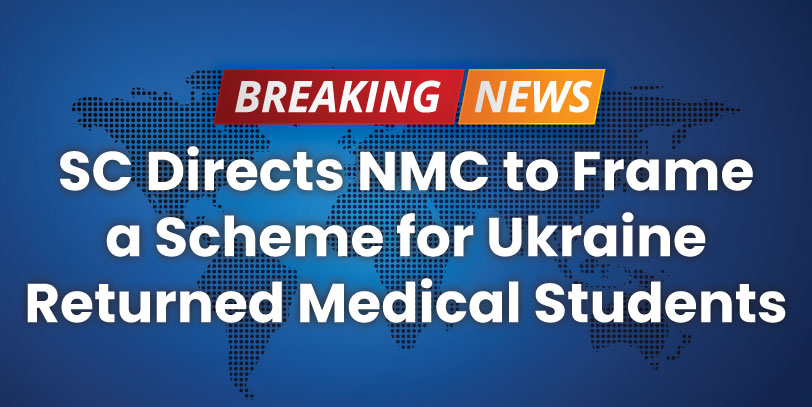 BREAKING NEWS
SC Directs NMC to Frame
a Scheme for Ukraine
Returned Medical Students